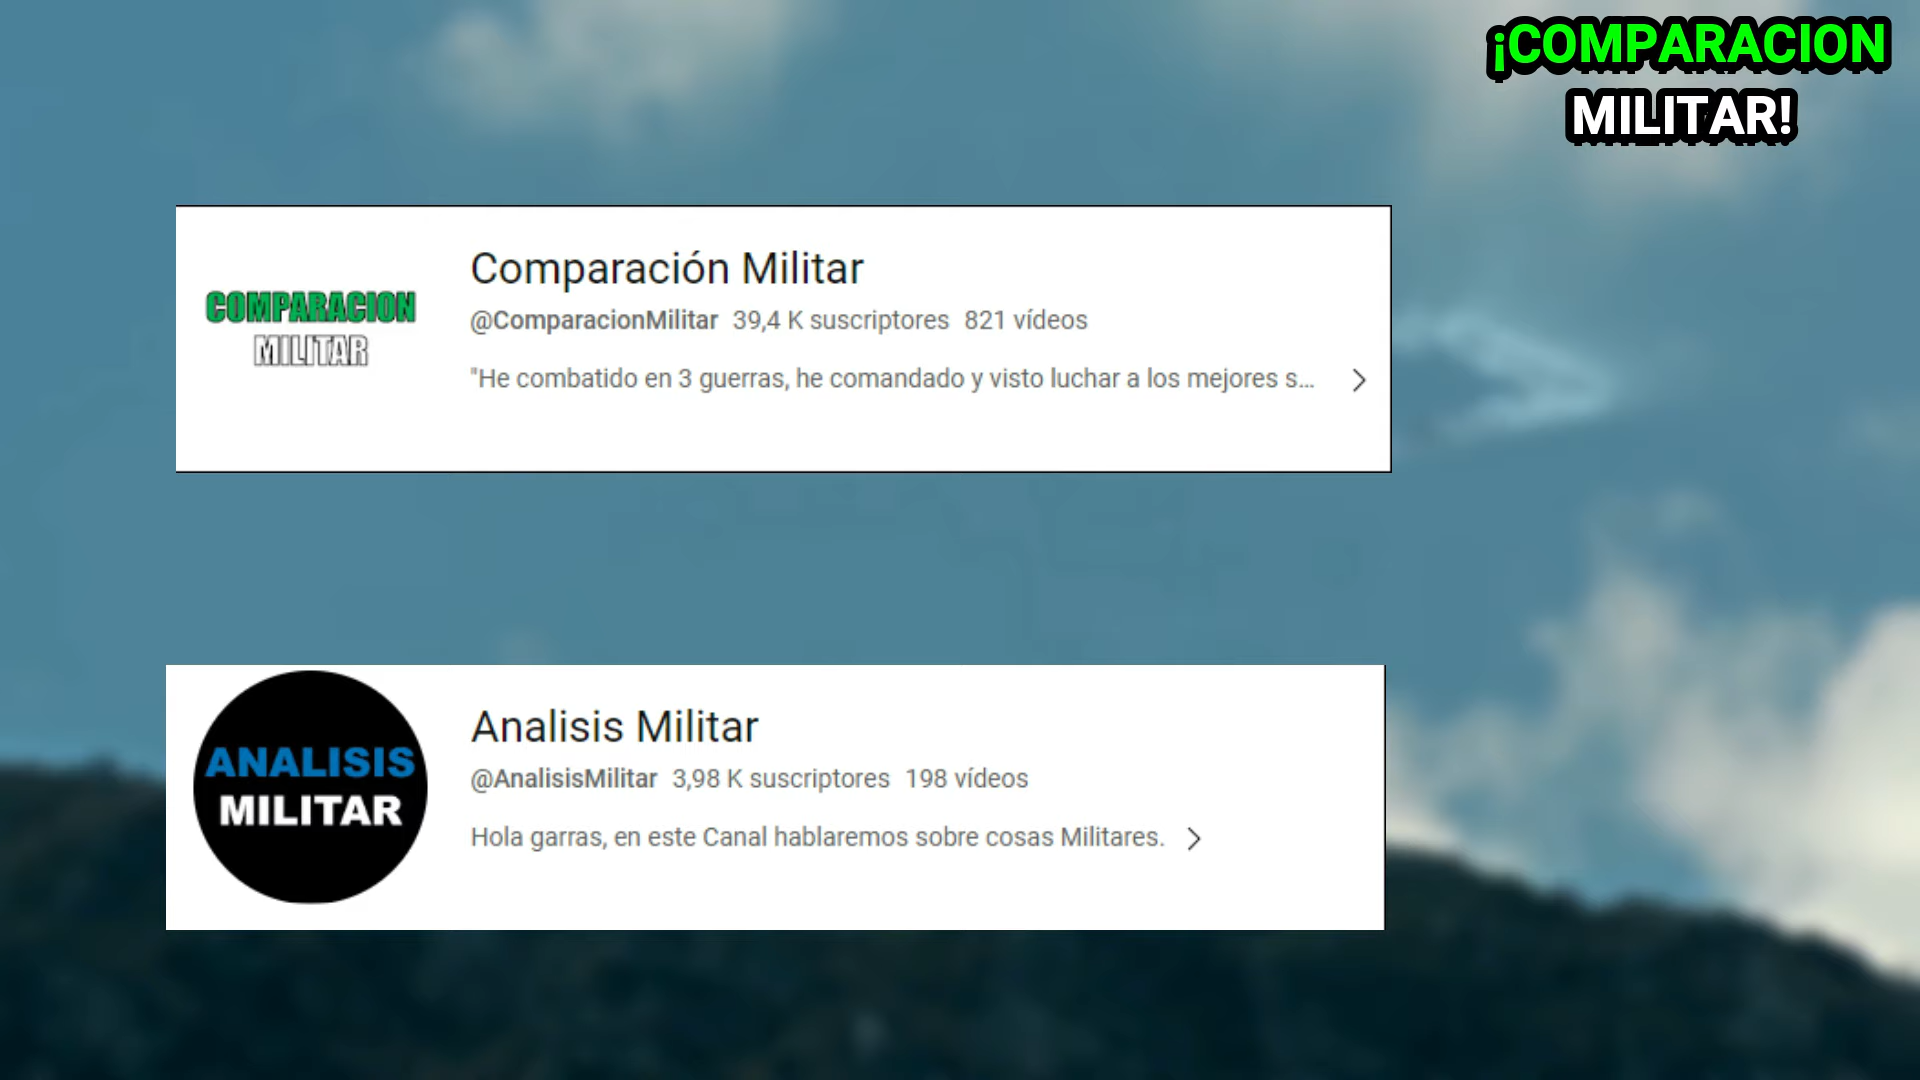 ¡COMPARACION
MILITAR!
COMPARACION
MILITAR
Comparación Militar
@ComparacionMilitar 39,4 K suscriptores 821 vídeos
"He combatido en 3 guerras, he comandado y visto luchar a los mejores s...
ANALISIS
MILITAR
Analisis Militar
@AnalisisMilitar 3,98 K suscriptores 198 vídeos
Hola garras, en este Canal hablaremos sobre cosas Militares.